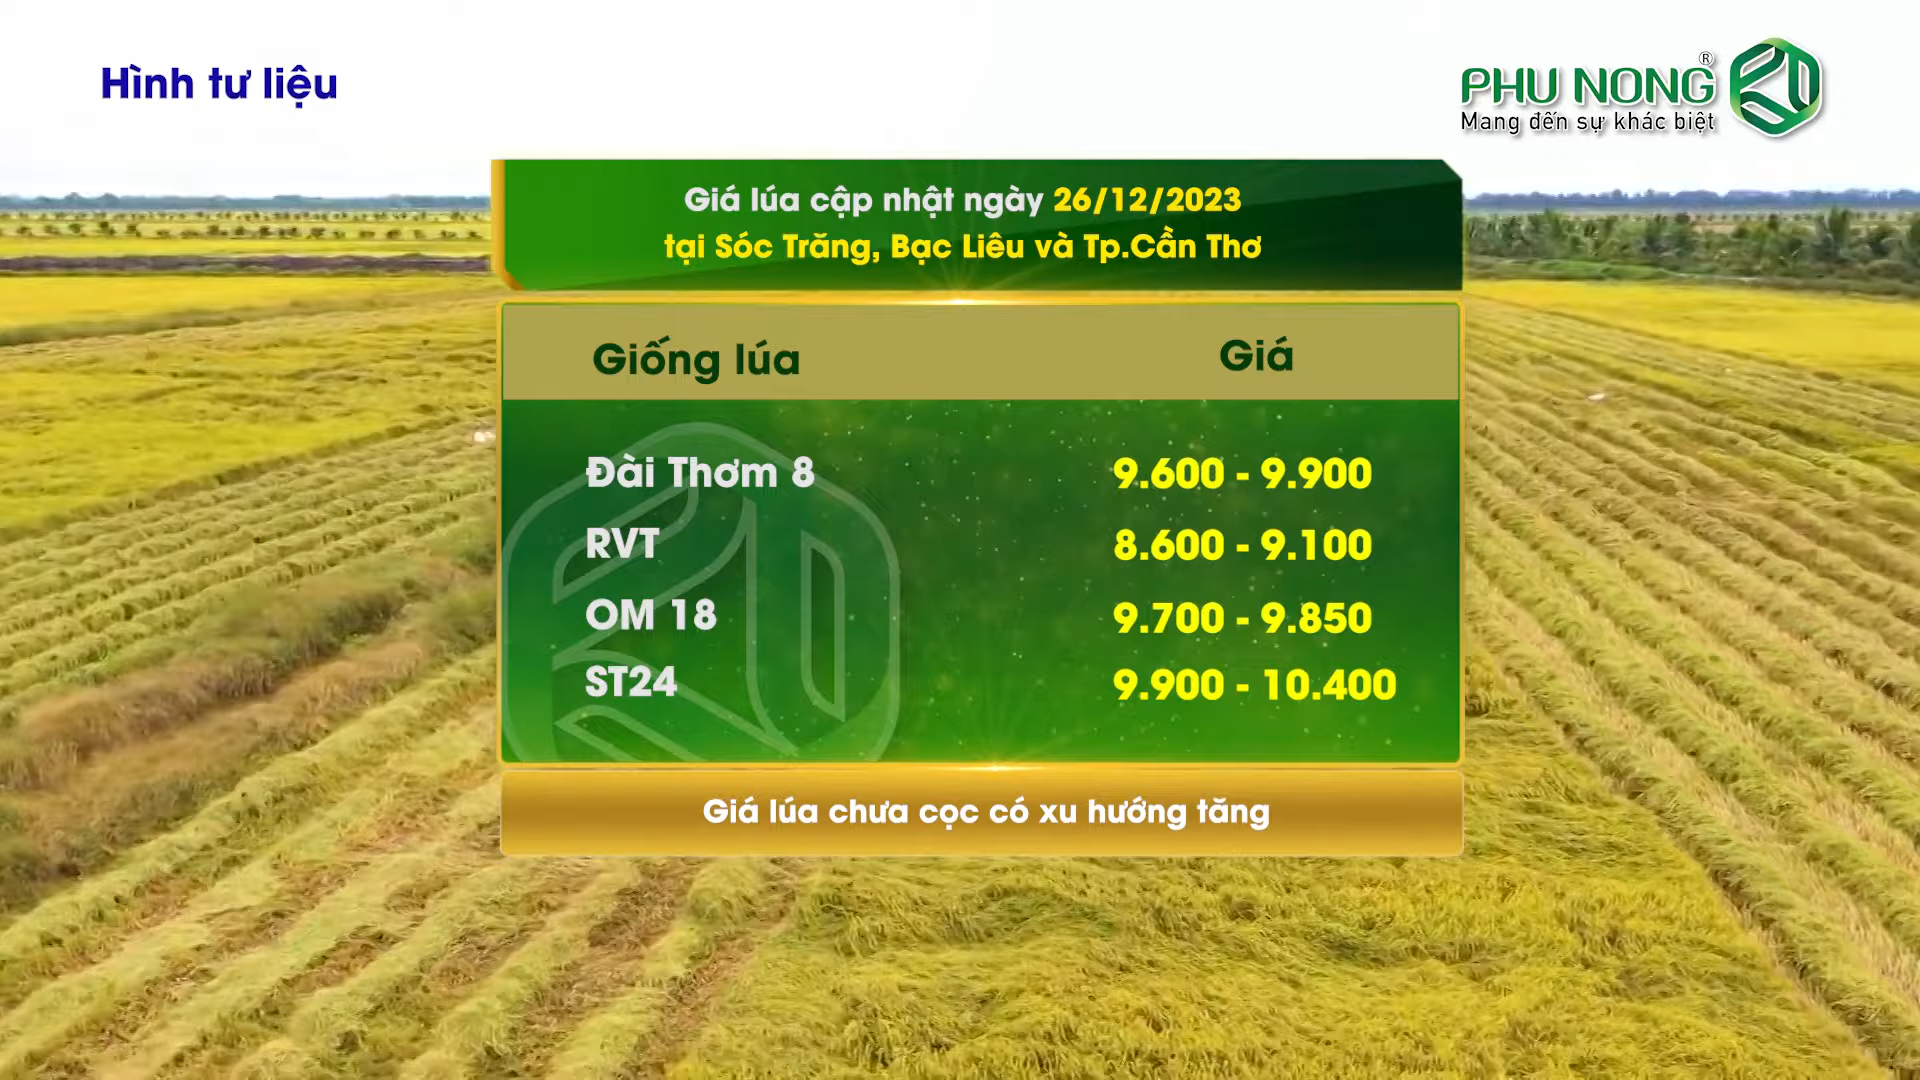 Hình tư liệu
PHU NONG®
Mang đến sự khác biệt
Giá lúa cập nhật ngày 26/12/2023
tại Sóc Trăng, Bạc Liêu và Tp.Cần Thơ
Giống lúa Giá
Đài Thơm 8 9.600 - 9.900
RVT 8.600 - 9.100
OM 18 9.700 - 9.850
ST24 9.900 - 10.400
Giá lúa chưa cọc có xu hướng tăng